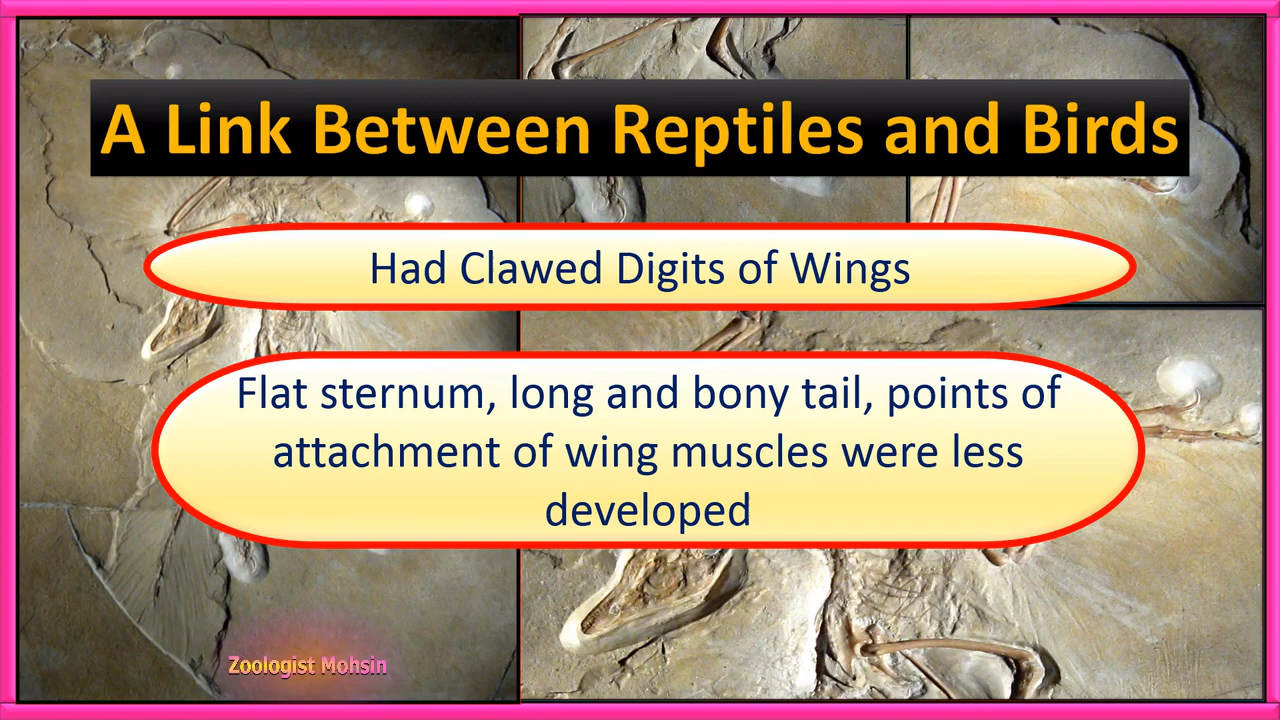 A Link Between Reptiles and Birds
Had Clawed Digits of Wings
Flat sternum, long and bony tail, points of
attachment of wing muscles were less
developed
Zoologist Mohsin